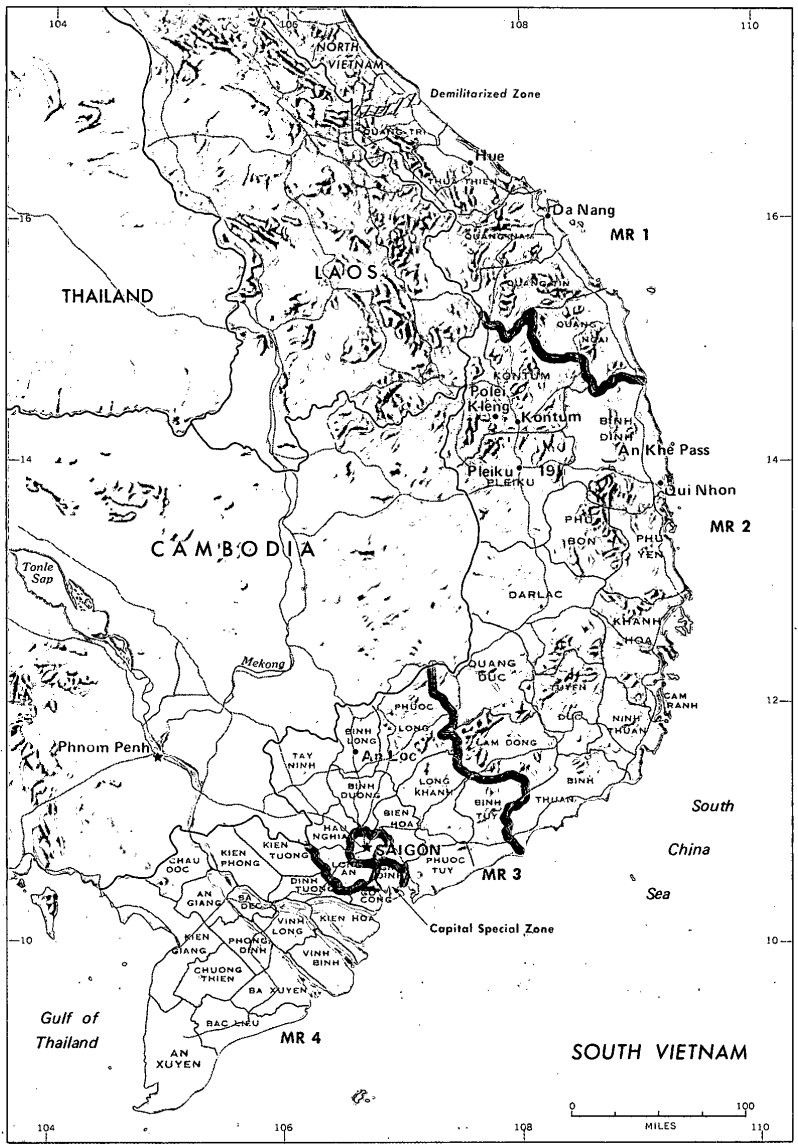 104
106
108
110
NORTH
VIETNAM
Demilitarized Zone
QUANG TRI
Hue
THUA THIEN
16
Da Nang
16
QUANG NAM
MR 1
LAOS
THAILAND
QUANG TIN
QUANG
NGAI
KONTUM
Polei
Kleng
Kontum
BINH
DINH
An Khe Pass
14
Pleiku
19
14
PLEIKU
Qui Nhon
PHU
BON
MR 2
PHU
YEN
CAMBODIA
Tonle
Sap
DARLAC
KHANH
HOA
Mekong
QUANG
DUC
TUYEN
DUC
CAM
RANH
12
PHUOC
LONG
NINH
THUAN
BINH
LONG
Phnom Penh
An Loc
LAM DONG
TAY
NINH
BINH
DUONG
LONG
KHANH
BINH
THUAN
BINH
TUY
BIEN
HOA
South
China
Sea
HAU
NGHIA
SAIGON
KIEN
TUONG
KIEN
PHONG
CHAU
DOC
LONG
AN
PHUOC
TUY
MR 3
DINH
TUONG
GO
CONG
AN
GIANG
SA
DEC
KIEN HOA
VINH
LONG
Capital Special Zone
10
10
KIEN
GIANG
PHONG
DINH
VINH
BINH
CHUONG
THIEN
BA XUYEN
Gulf of
Thailand
BAC LIEU
MR 4
AN
XUYEN
SOUTH VIETNAM
0
100
MILES
104
106
108
110